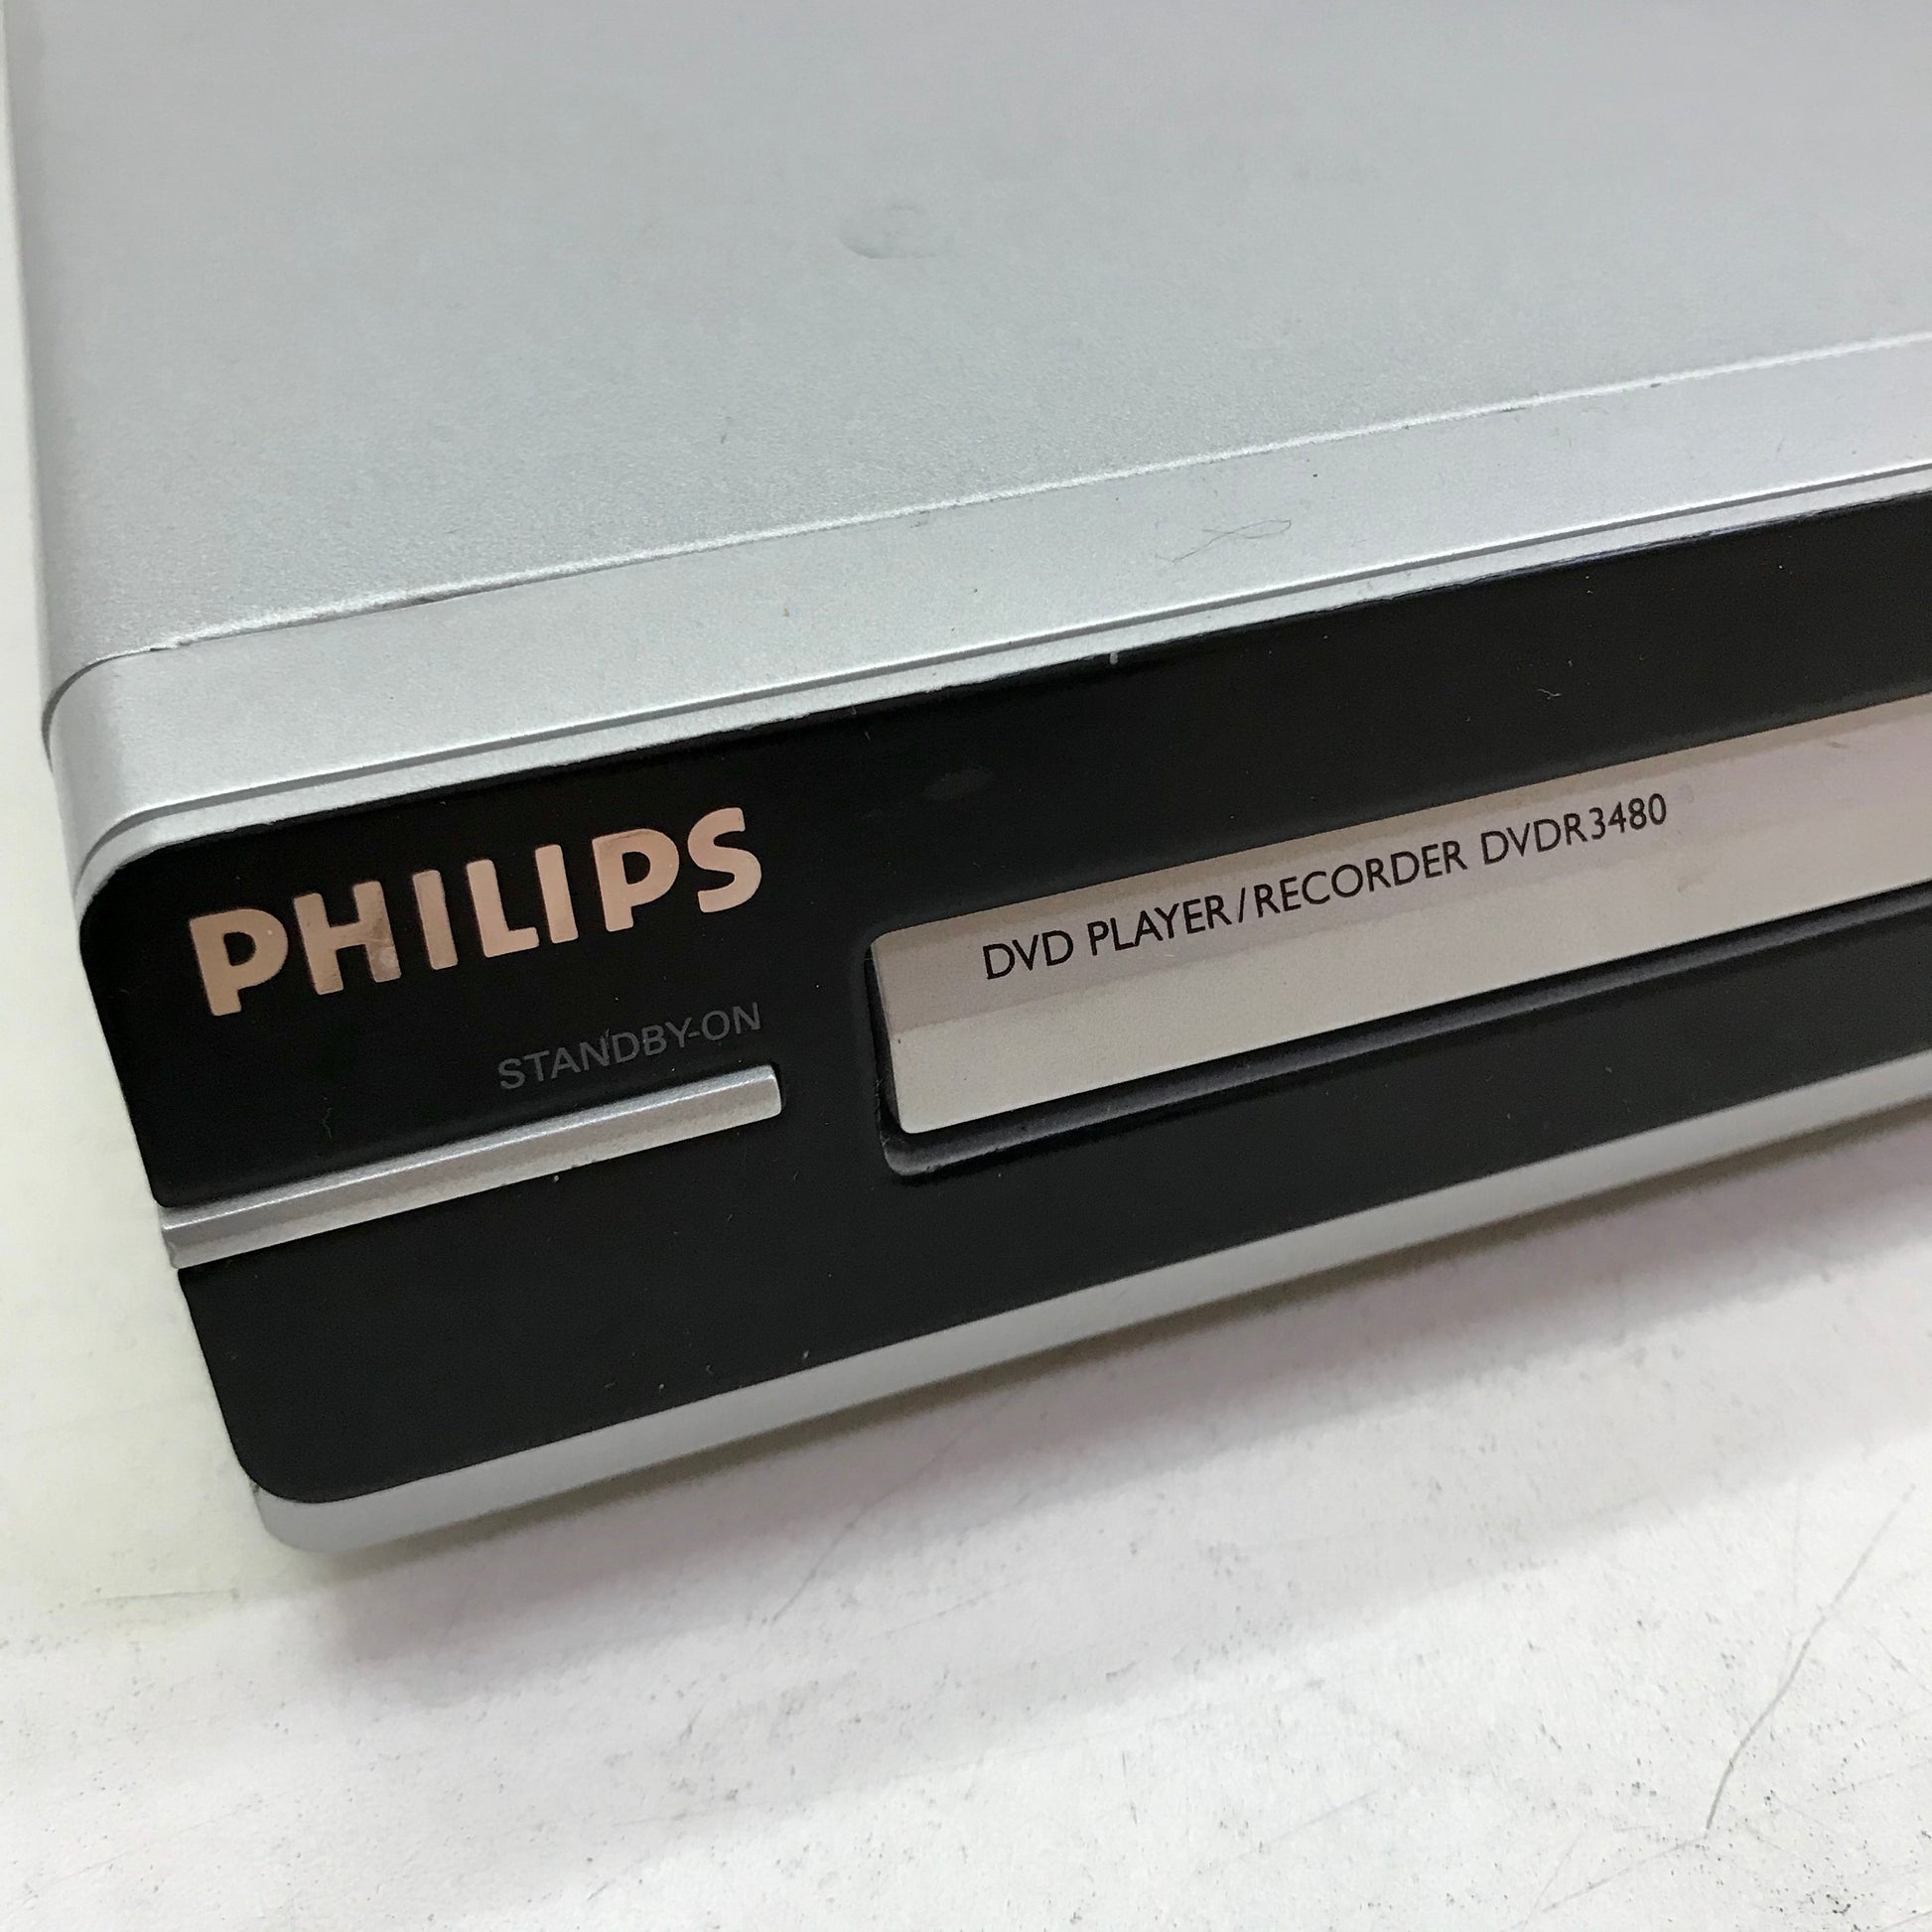 PHILIPS
STANDBY-ON
DVD PLAYER/RECORDER DVDR3480